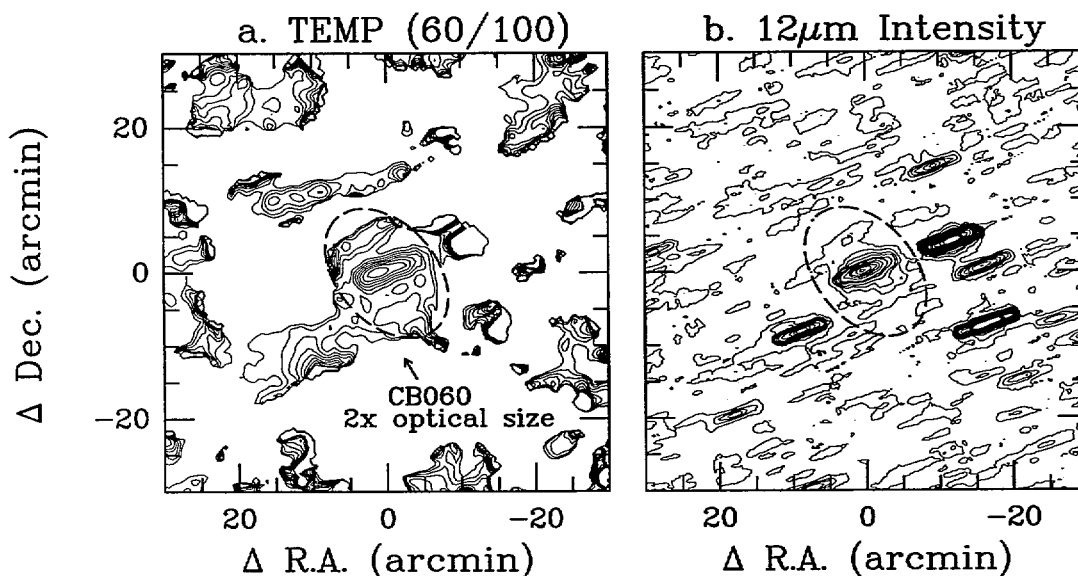 a. TEMP (60/100)
b. 12μm Intensity
Δ Dec. (arcmin)
20
0
-20
CB060
2x optical size
20
0
-20
20
0
-20
Δ R.A. (arcmin)
Δ R.A. (arcmin)